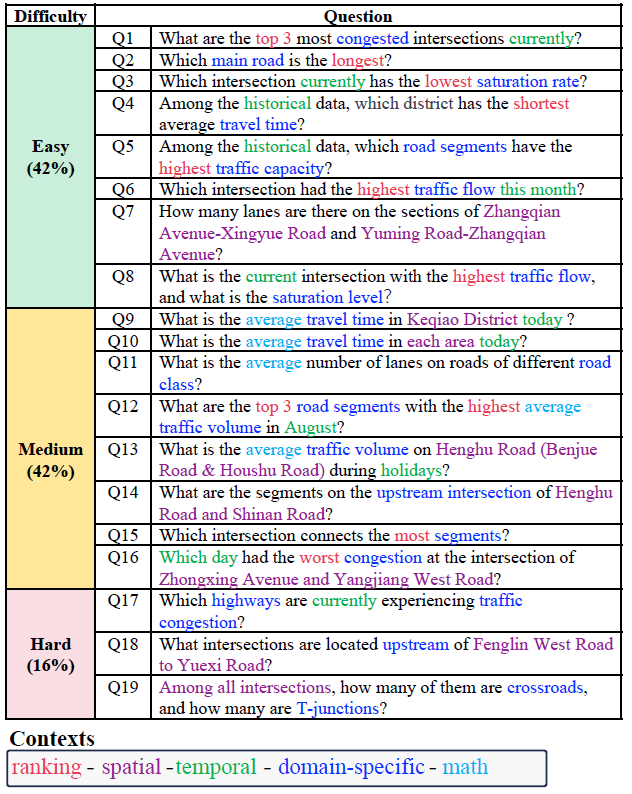 Difficulty Question
Q1 What are the top 3 most congested intersections currently?
Q2 Which main road is the longest?
Q3 Which intersection currently has the lowest saturation rate?
Q4 Among the historical data, which district has the shortest
average travel time?
Easy
(42%)
Q5 Among the historical data, which road segments have the
highest traffic capacity?
Q6 Which intersection had the highest traffic flow this month?
Q7 How many lanes are there on the sections of Zhangqian
Avenue-Xingyue Road and Yuming Road-Zhangqian
Avenue?
Q8 What is the current intersection with the highest traffic flow,
and what is the saturation level?
Q9 What is the average travel time in Keqiao District today ?
Q10 What is the average travel time in each area today?
Q11 What is the average number of lanes on roads of different road
class?
Q12 What are the top 3 road segments with the highest average
traffic volume in August?
Medium
(42%)
Q13 What is the average traffic volume on Henghu Road (Benjue
Road & Houshu Road) during holidays?
Q14 What are the segments on the upstream intersection of Henghu
Road and Shinan Road?
Q15 Which intersection connects the most segments?
Q16 Which day had the worst congestion at the intersection of
Zhongxing Avenue and Yangjiang West Road?
Q17 Which highways are currently experiencing traffic
congestion?
Hard
(16%)
Q18 What intersections are located upstream of Fenglin West Road
to Yuexi Road?
Q19 Among all intersections, how many of them are crossroads,
and how many are T-junctions?
Contexts
ranking - spatial -temporal - domain-specific - math